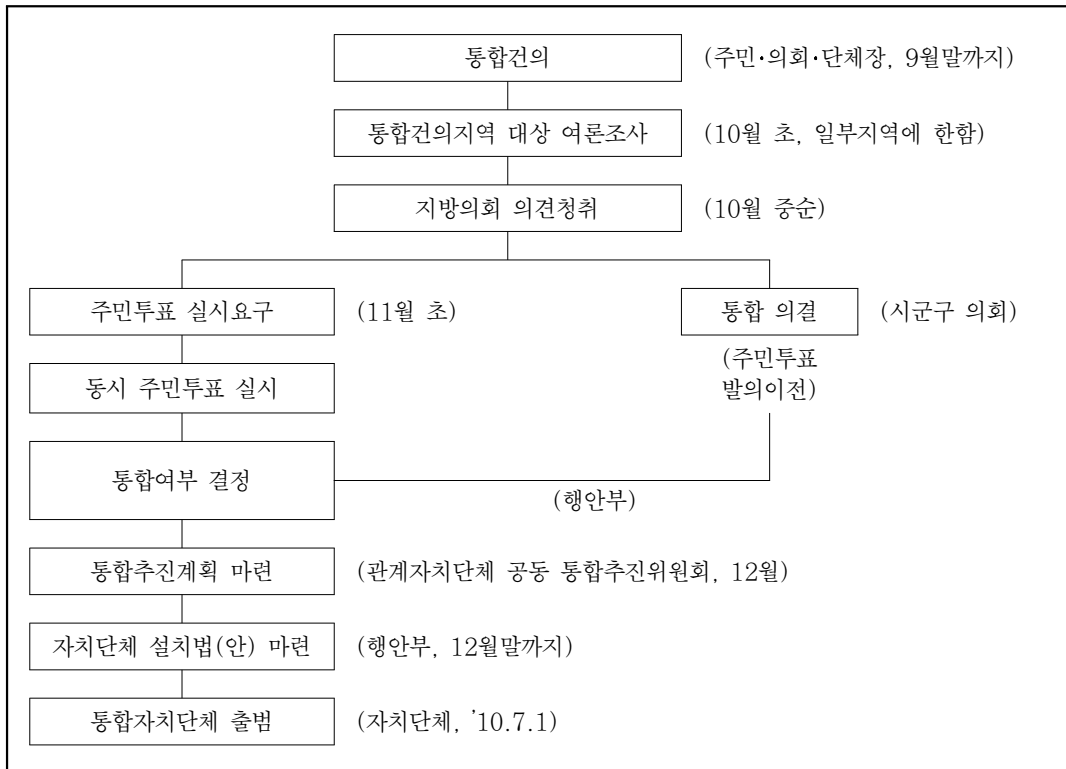 통합건의 (주민·의회·단체장, 9월말까지)
통합건의지역 대상 여론조사 (10월 초, 일부지역에 한함)
지방의회 의견청취 (10월 중순)
주민투표 실시요구 (11월 초) 통합 의결 (시군구 의회)
(주민투표
발의이전)
동시 주민투표 실시
통합여부 결정
(행안부)
통합추진계획 마련 (관계자치단체 공동 통합추진위원회, 12월)
자치단체 설치법(안) 마련 (행안부, 12월말까지)
통합자치단체 출범 (자치단체, '10.7.1)